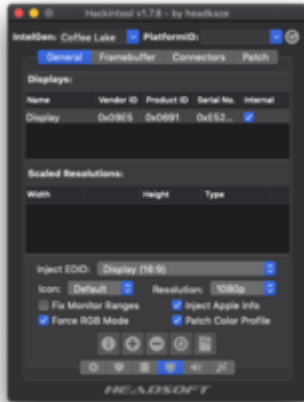 Hackintool v1.7.8 - by headkaze
IntelGen: Coffee Lake PlatformID:
General Framebuffer Connectors Patch
Displays:
Name Vendor ID Product ID Serial No. Internal
Display 0x09E5 0x0691 0xE52...
Scaled Resolutions:
Width Height Type
Inject EDID: Display (16:9)
Icon: Default Resolution: 1080p
Fix Monitor Ranges Inject Apple Info
Force RGB Mode Patch Color Profile
HEADSOFT